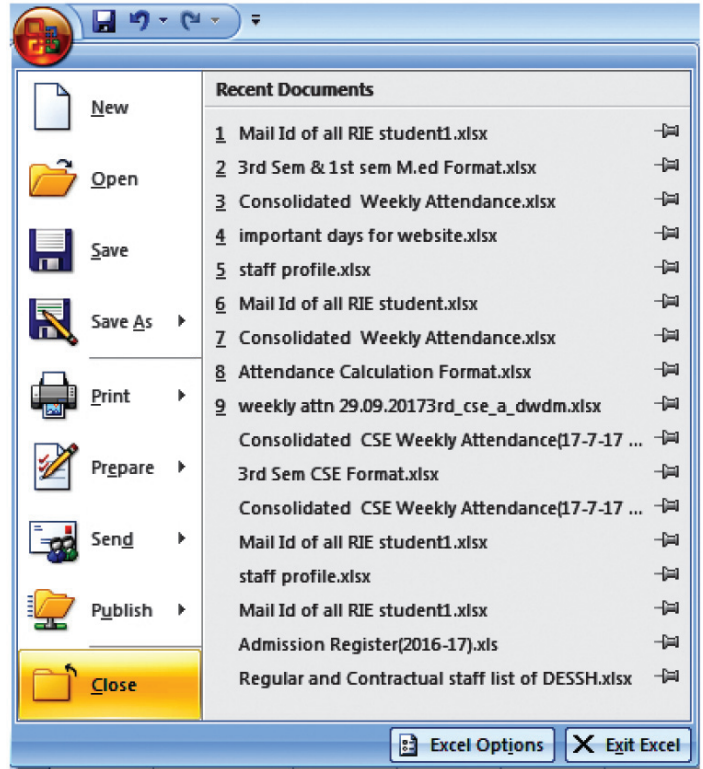 New
Open
Save
Save As
Print
Prepare
Send
Publish
Close
Recent Documents
1 Mail Id of all RIE student1.xlsx
2 3rd Sem & 1st sem M.ed Format.xlsx
3 Consolidated  Weekly Attendance.xlsx
4 important days for website.xlsx
5 staff profile.xlsx
6 Mail Id of all RIE student.xlsx
7 Consolidated  Weekly Attendance.xlsx
8 Attendance Calculation Format.xlsx
9 weekly attn 29.09.20173rd_cse_a_dwdm.xlsx
Consolidated  CSE Weekly Attendance(17-7-17 ...
3rd Sem CSE Format.xlsx
Consolidated  CSE Weekly Attendance(17-7-17 ...
Mail Id of all RIE student1.xlsx
staff profile.xlsx
Mail Id of all RIE student1.xlsx
Admission Register(2016-17).xls
Regular and Contractual staff list of DESSH.xlsx
Excel Options
Exit Excel